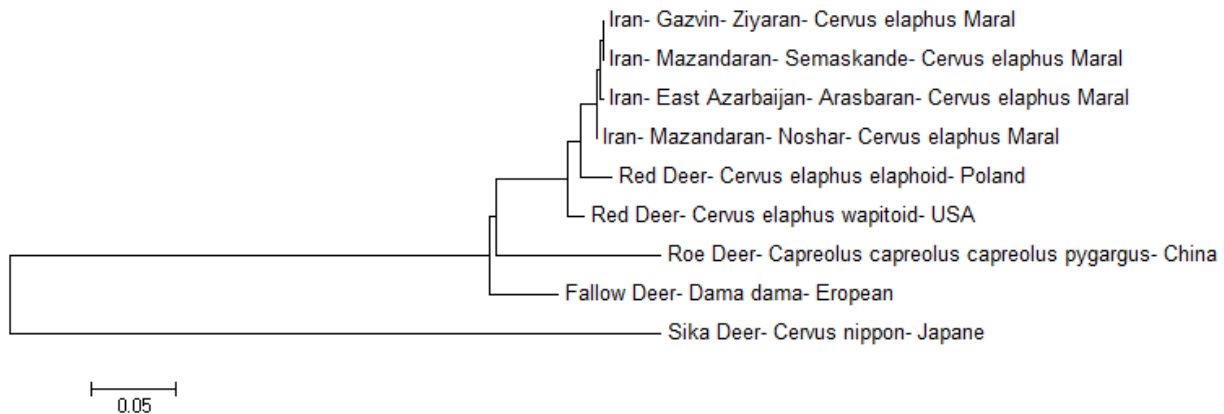 Iran- Gazvin- Ziyaran- Cervus elaphus Maral
Iran- Mazandaran- Semaskande- Cervus elaphus Maral
Iran- East Azarbaijan- Arasbaran- Cervus elaphus Maral
Iran- Mazandaran- Noshar- Cervus elaphus Maral
Red Deer- Cervus elaphus elaphoid- Poland
Red Deer- Cervus elaphus wapitoid- USA
Roe Deer- Capreolus capreolus capreolus pygargus- China
Fallow Deer- Dama dama- Eropean
Sika Deer- Cervus nippon- Japane
0.05